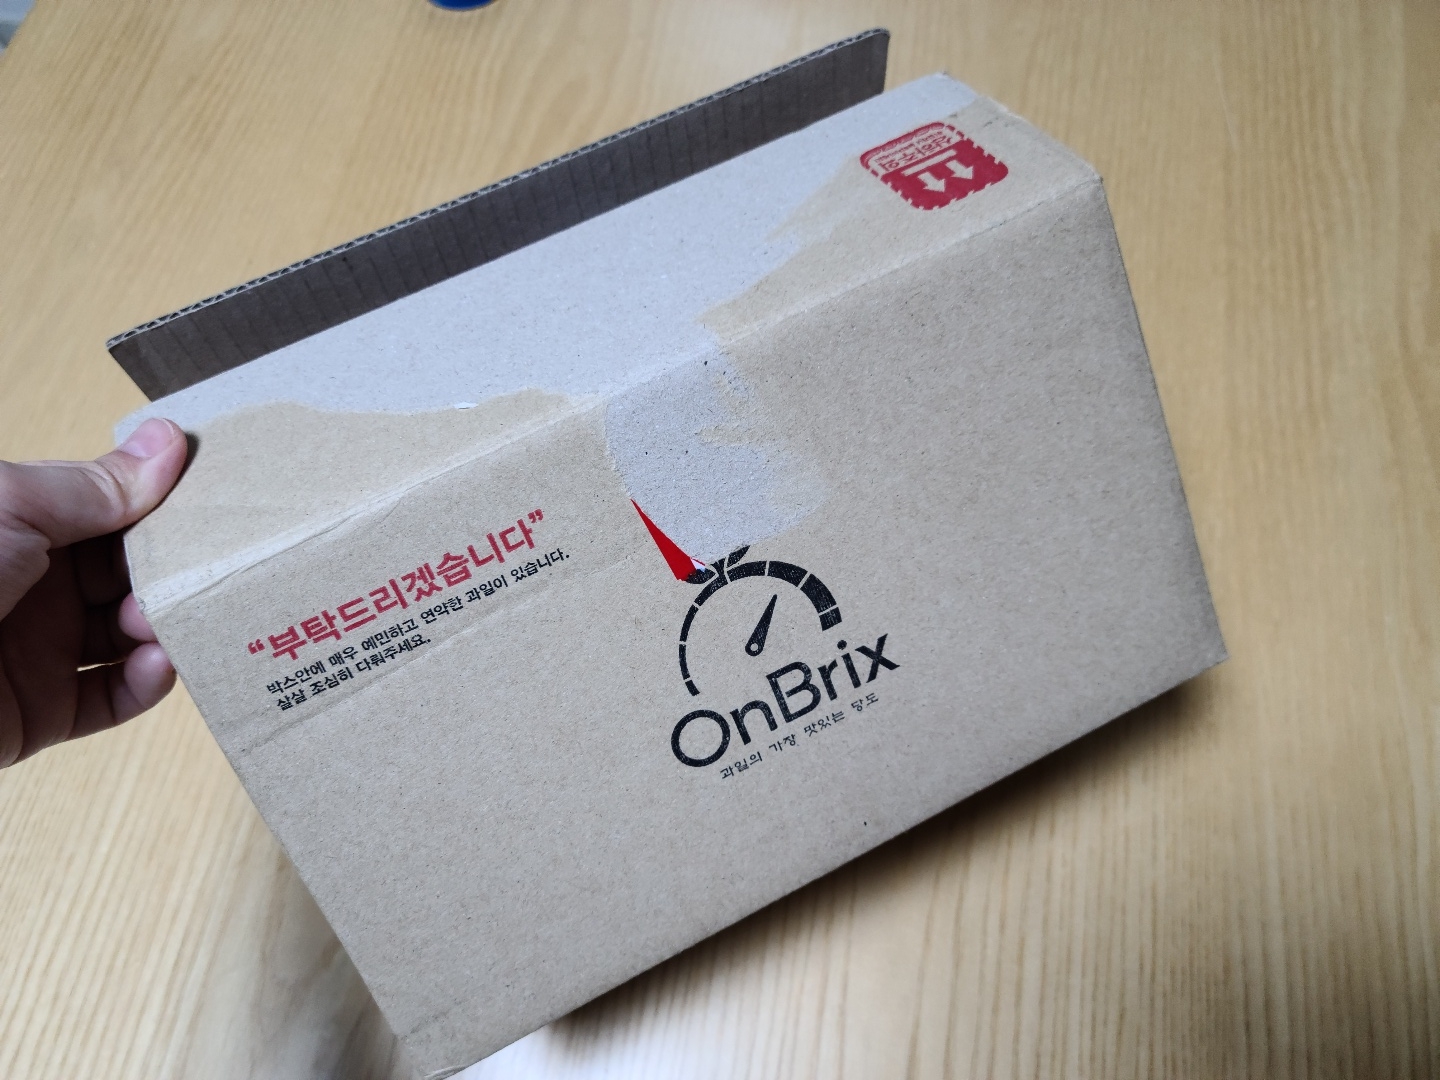 “부탁드리겠습니다”
박스안에 매우 예민하고 연약한 과일이 있습니다.
살살 조심히 다뤄주세요.
OnBrix
과일의 가장 맛있는 당도